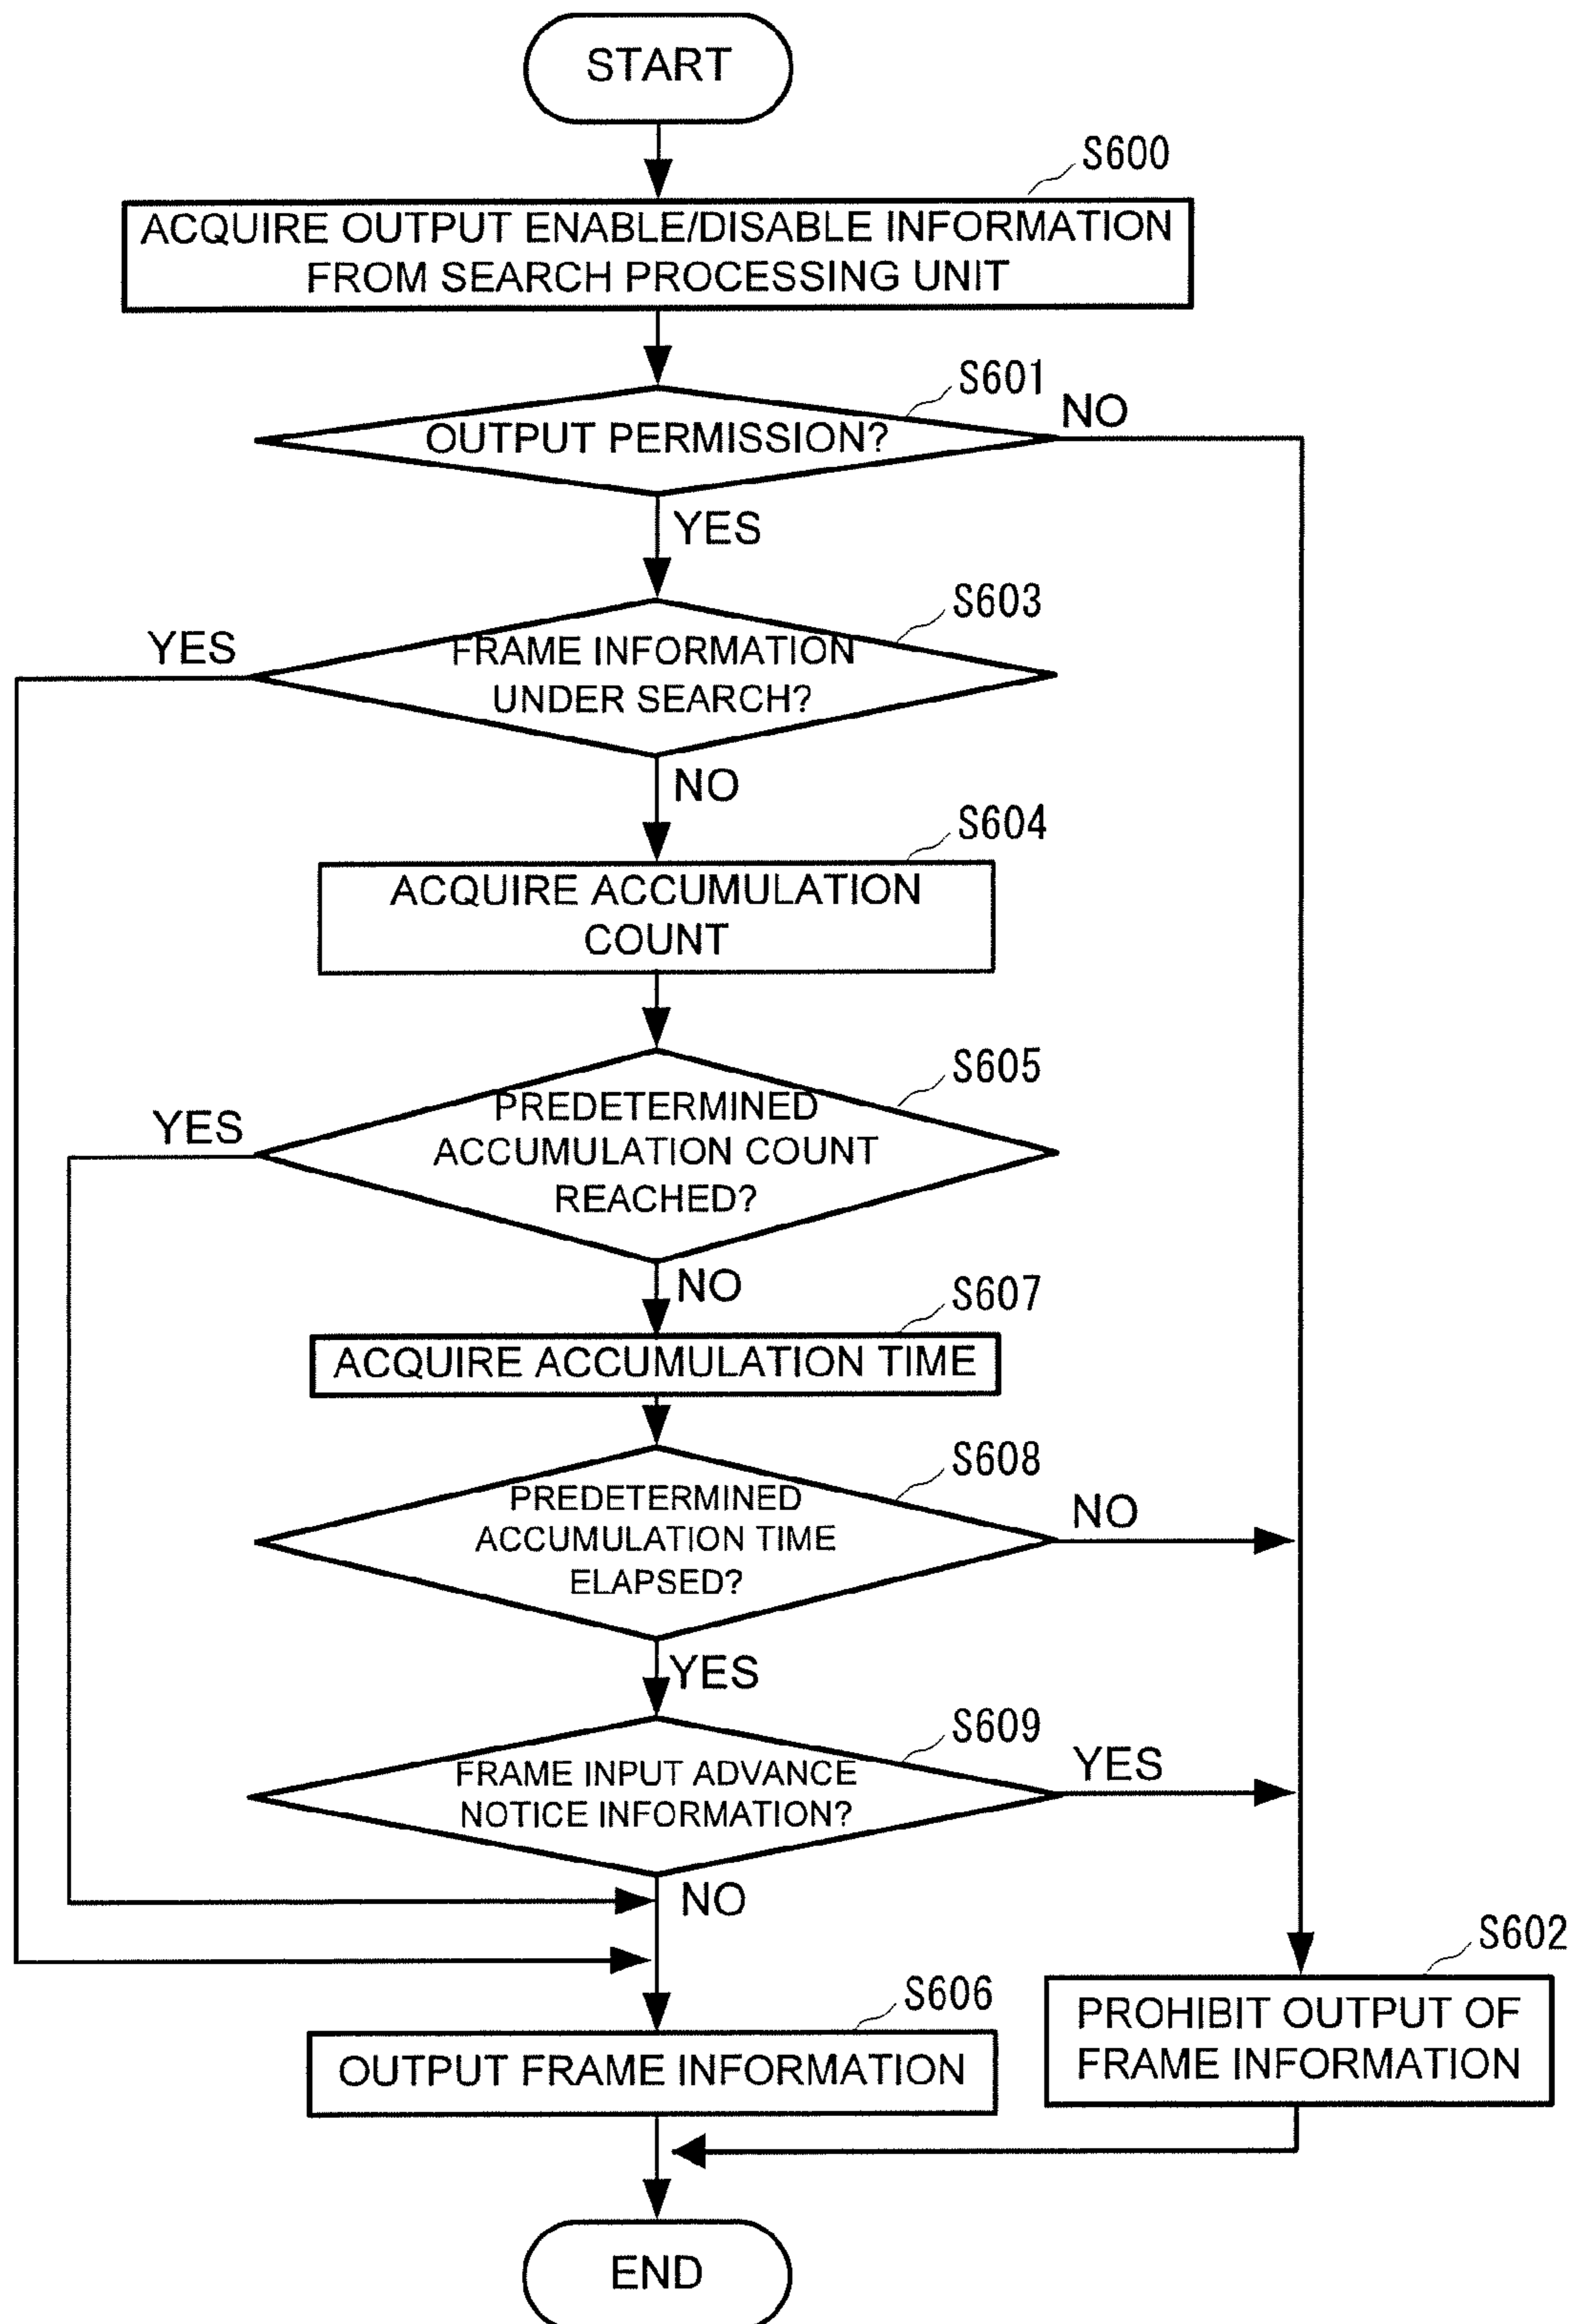 START
S600
ACQUIRE OUTPUT ENABLE/DISABLE INFORMATION
FROM SEARCH PROCESSING UNIT
S601
NO
OUTPUT PERMISSION?
YES
S603
YES
FRAME INFORMATION
UNDER SEARCH?
NO
S604
ACQUIRE ACCUMULATION
COUNT
S605
YES
PREDETERMINED
ACCUMULATION COUNT
REACHED?
NO
S607
ACQUIRE ACCUMULATION TIME
S608
PREDETERMINED
NO
ACCUMULATION TIME
ELAPSED?
YES
S609
YES
FRAME INPUT ADVANCE
NOTICE INFORMATION?
NO
S602
S606
PROHIBIT OUTPUT OF
FRAME INFORMATION
OUTPUT FRAME INFORMATION
END